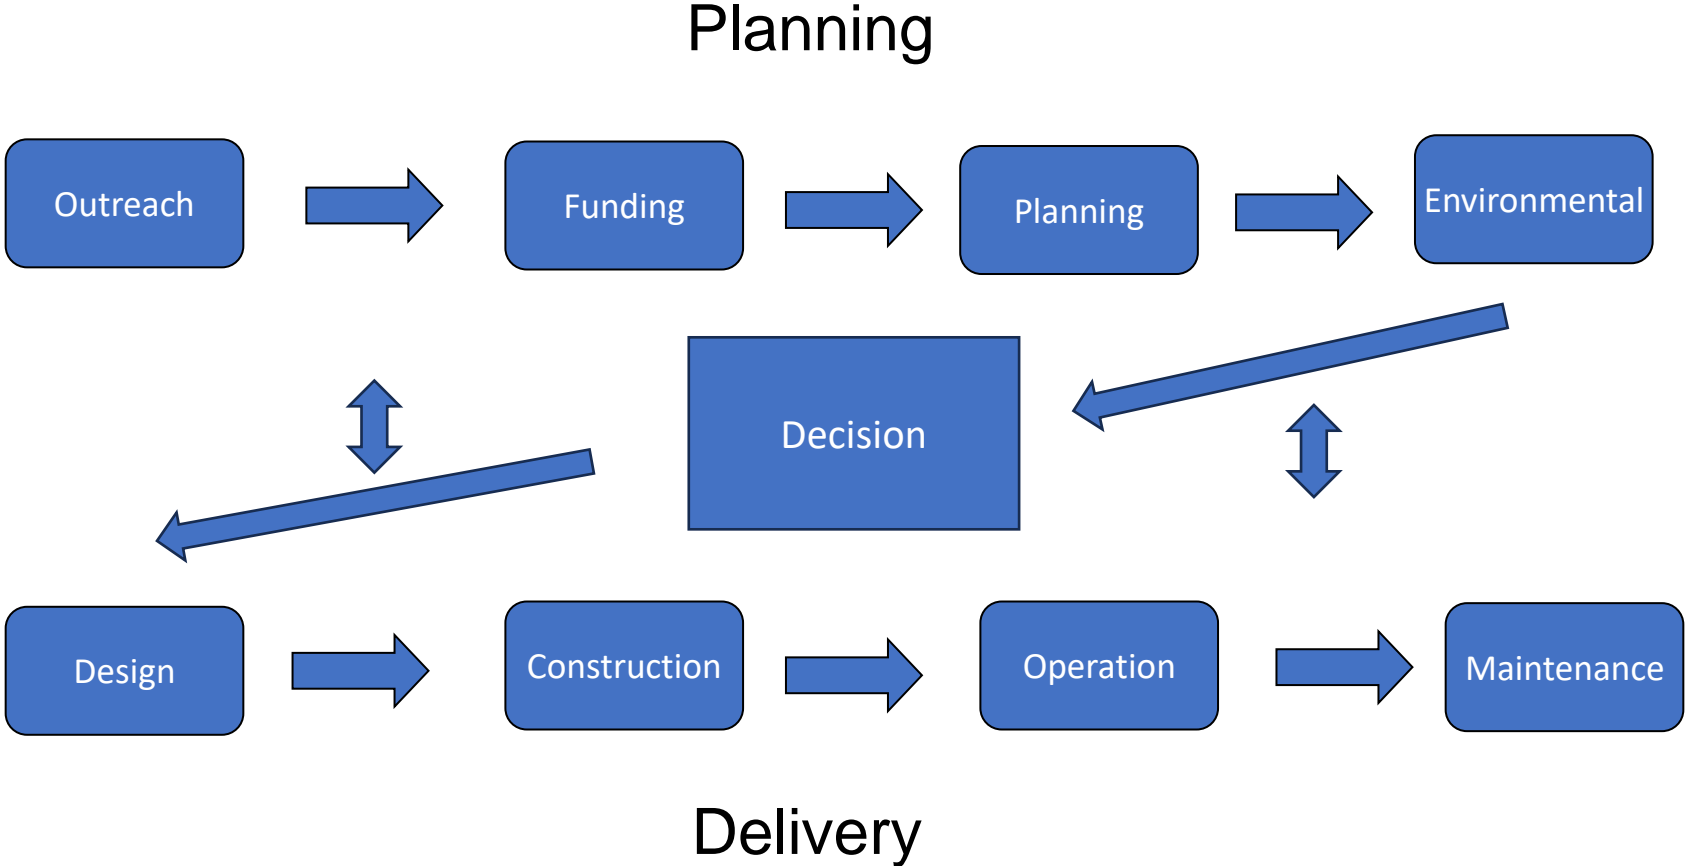 Planning
Outreach
Funding
Planning
Environmental
Decision
Design
Construction
Operation
Maintenance
Delivery